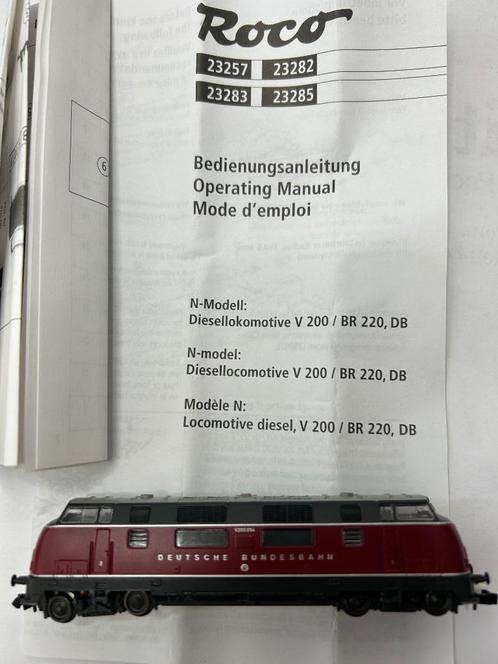 Roco
23257 23282
23283 23285
Bedienungsanleitung
Operating Manual
Mode d'emploi
N-Modell:
Diesellokomotive V 200 / BR 220, DB
N-model:
Diesellocomotive V 200 / BR 220, DB
Modèle N:
Locomotive diesel, V 200 / BR 220, DB
6
DEUTSCHE BUNDESBAHN